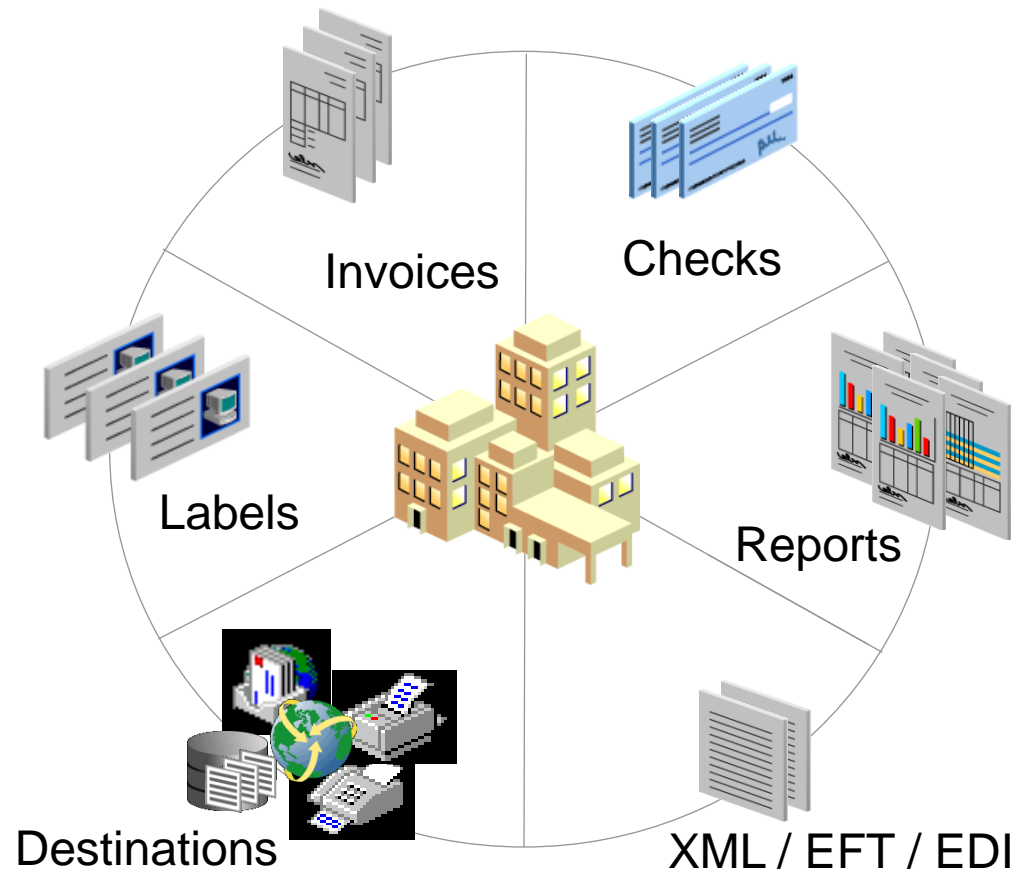 Invoices
Checks
Labels
Reports
Destinations
XML / EFT / EDI